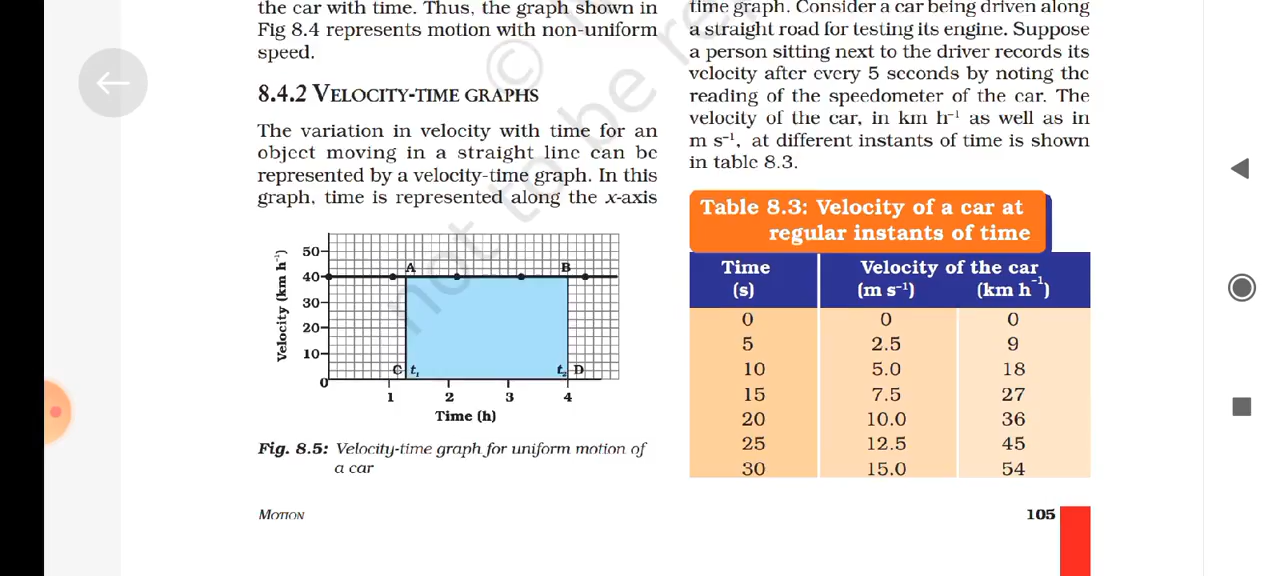 the car with time. Thus, the graph shown in
Fig 8.4 represents motion with non-uniform
speed.
8.4.2 VELOCITY-TIME GRAPHS
The variation in velocity with time for an
object moving in a straight line can be
represented by a velocity-time graph. In this
graph, time is represented along the x-axis
Velocity (km h⁻¹)
50
40
30
20
10
0
A
B
C
t₁
t₂
D
1
2
3
4
Time (h)
Fig. 8.5: Velocity-time graph for uniform motion of
a car
time graph. Consider a car being driven along
a straight road for testing its engine. Suppose
a person sitting next to the driver records its
velocity after every 5 seconds by noting the
reading of the speedometer of the car. The
velocity of the car, in km h⁻¹ as well as in
m s⁻¹, at different instants of time is shown
in table 8.3.
Table 8.3: Velocity of a car at
regular instants of time
Time Velocity of the car
(s) (m s⁻¹) (km h⁻¹)
0 0 0
5 2.5 9
10 5.0 18
15 7.5 27
20 10.0 36
25 12.5 45
30 15.0 54
MOTION
105
© N
not to be re